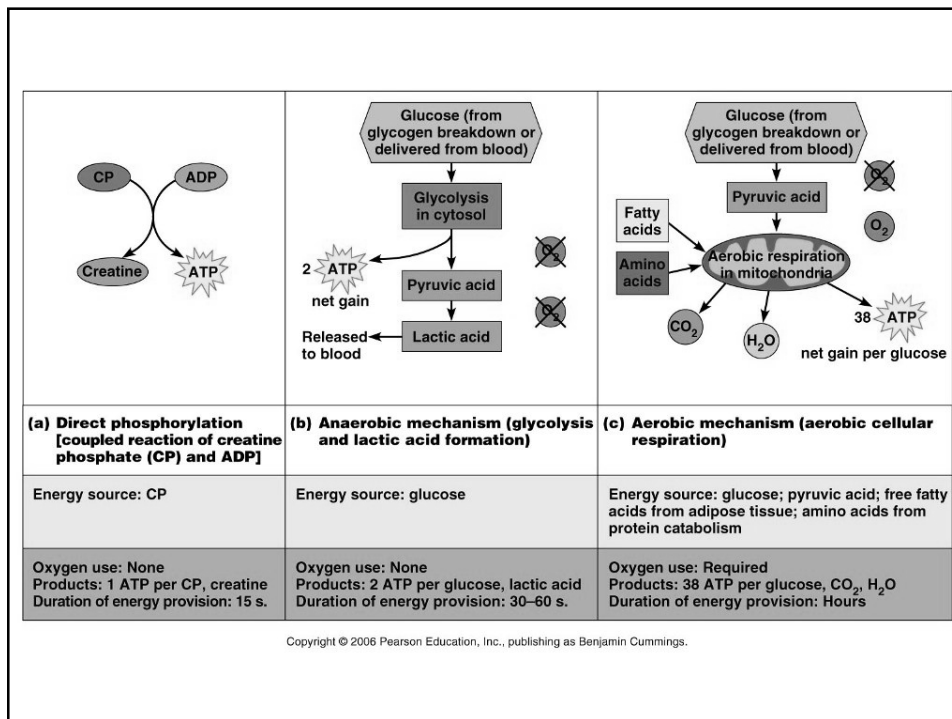 CP
ADP
Creatine
ATP
Glucose (from
glycogen breakdown or
delivered from blood)
Glycolysis
in cytosol
O2
2 ATP
net gain
Pyruvic acid
O2
Released
to blood
Lactic acid
Glucose (from
glycogen breakdown or
delivered from blood)
O2
Pyruvic acid
O2
Fatty
acids
Amino
acids
Aerobic respiration
in mitochondria
CO2
H2O
38 ATP
net gain per glucose
(a) Direct phosphorylation
[coupled reaction of creatine
phosphate (CP) and ADP]
(b) Anaerobic mechanism (glycolysis
and lactic acid formation)
(c) Aerobic mechanism (aerobic cellular
respiration)
Energy source: CP
Energy source: glucose
Energy source: glucose; pyruvic acid; free fatty
acids from adipose tissue; amino acids from
protein catabolism
Oxygen use: None
Products: 1 ATP per CP, creatine
Duration of energy provision: 15 s.
Oxygen use: None
Products: 2 ATP per glucose, lactic acid
Duration of energy provision: 30–60 s.
Oxygen use: Required
Products: 38 ATP per glucose, CO2, H2O
Duration of energy provision: Hours
Copyright © 2006 Pearson Education, Inc., publishing as Benjamin Cummings.